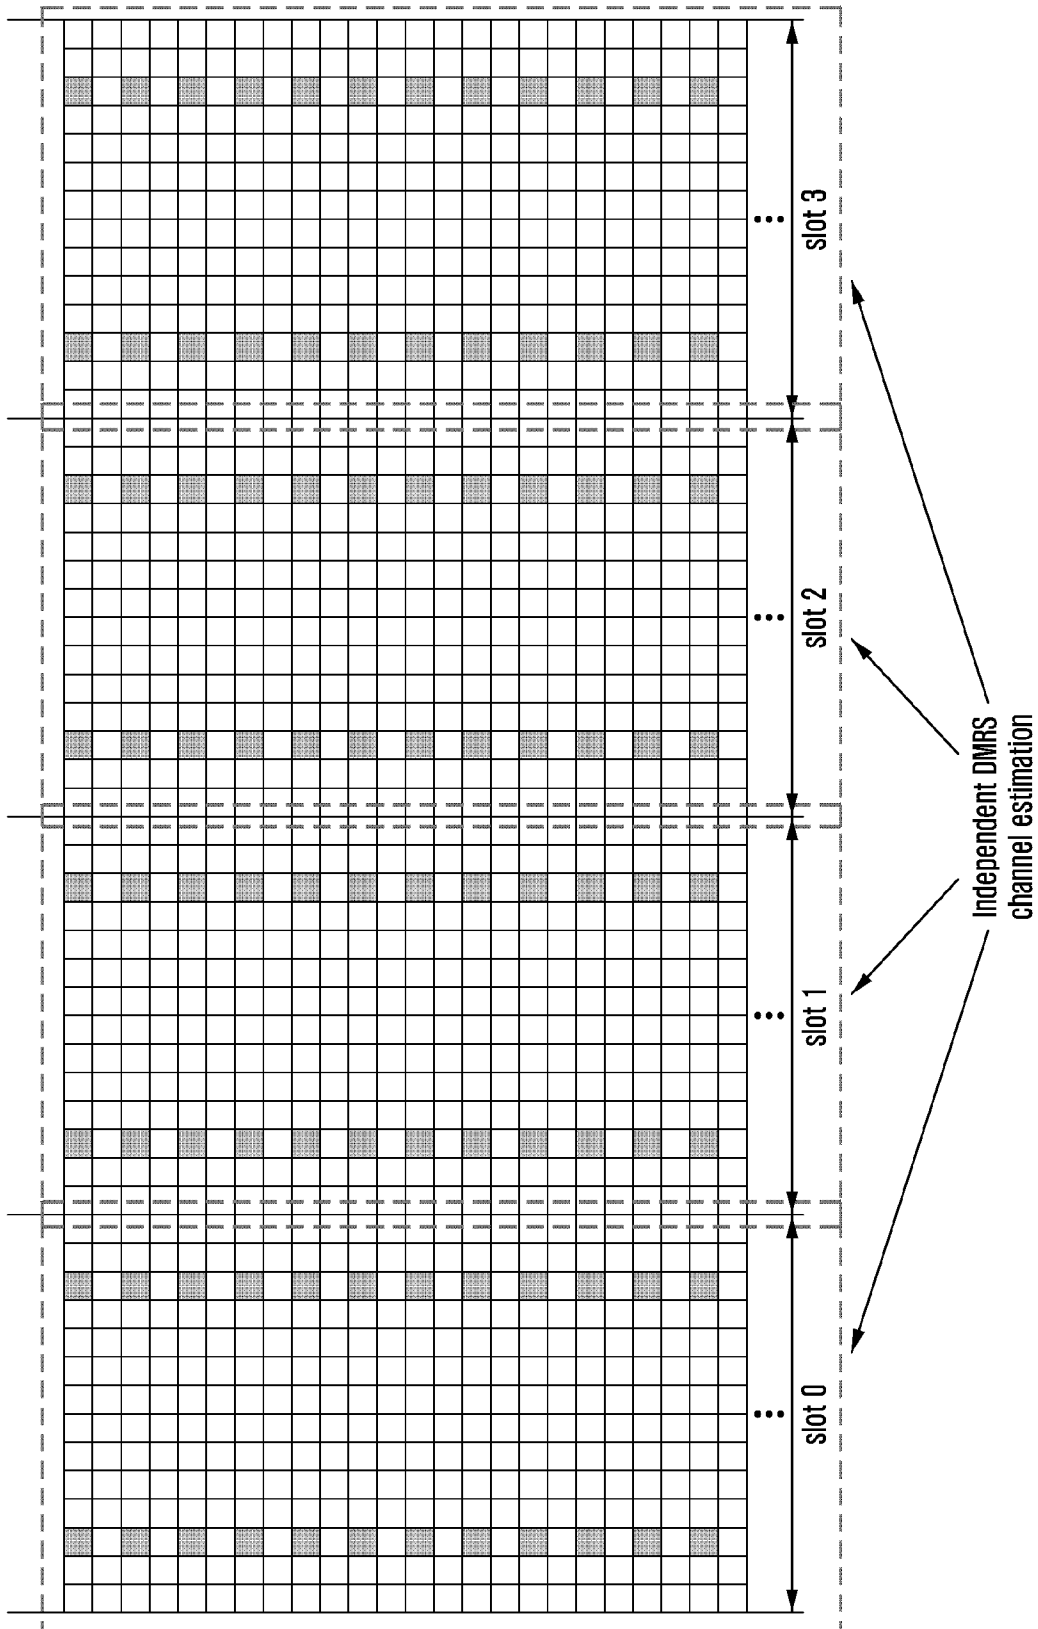 slot 0
slot 1
slot 2
slot 3
Independent DMRS
channel estimation